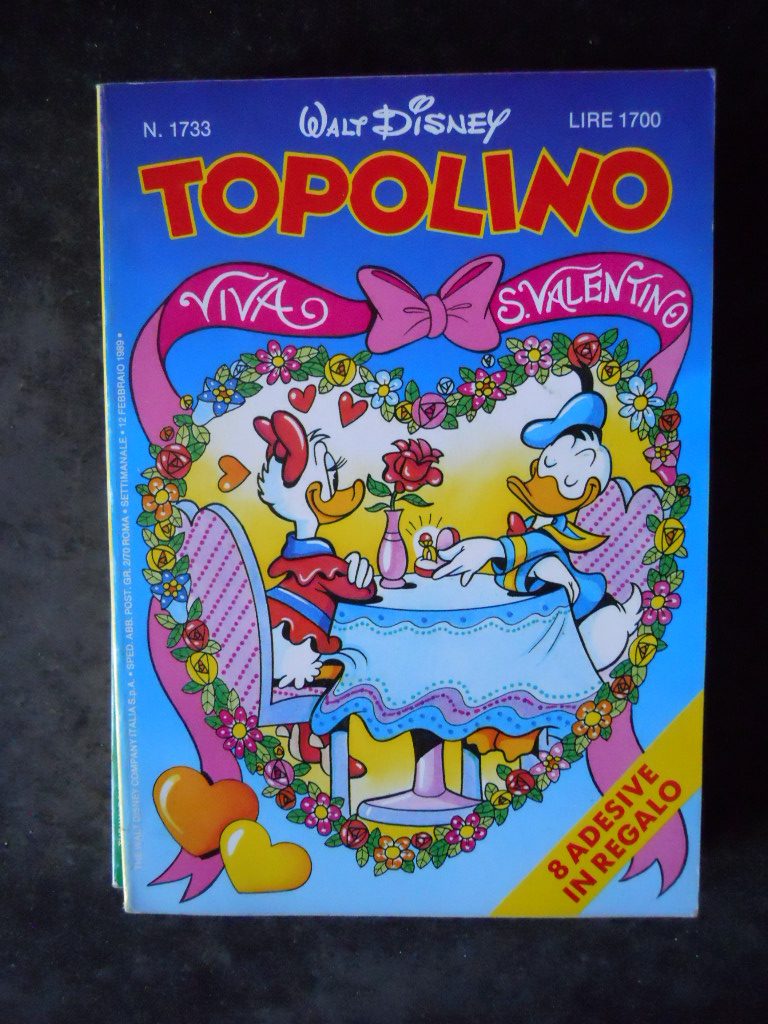 N. 1733
WALT DISNEY
LIRE 1700
TOPOLINO
VIVA
S. VALENTINO
THE WALT DISNEY COMPANY ITALIA S.p.A. • SPED. ABB. POST. GR. 2/70 ROMA • SETTIMANALE • 12 FEBBRAIO 1989 •
8 ADESIVE
IN REGALO